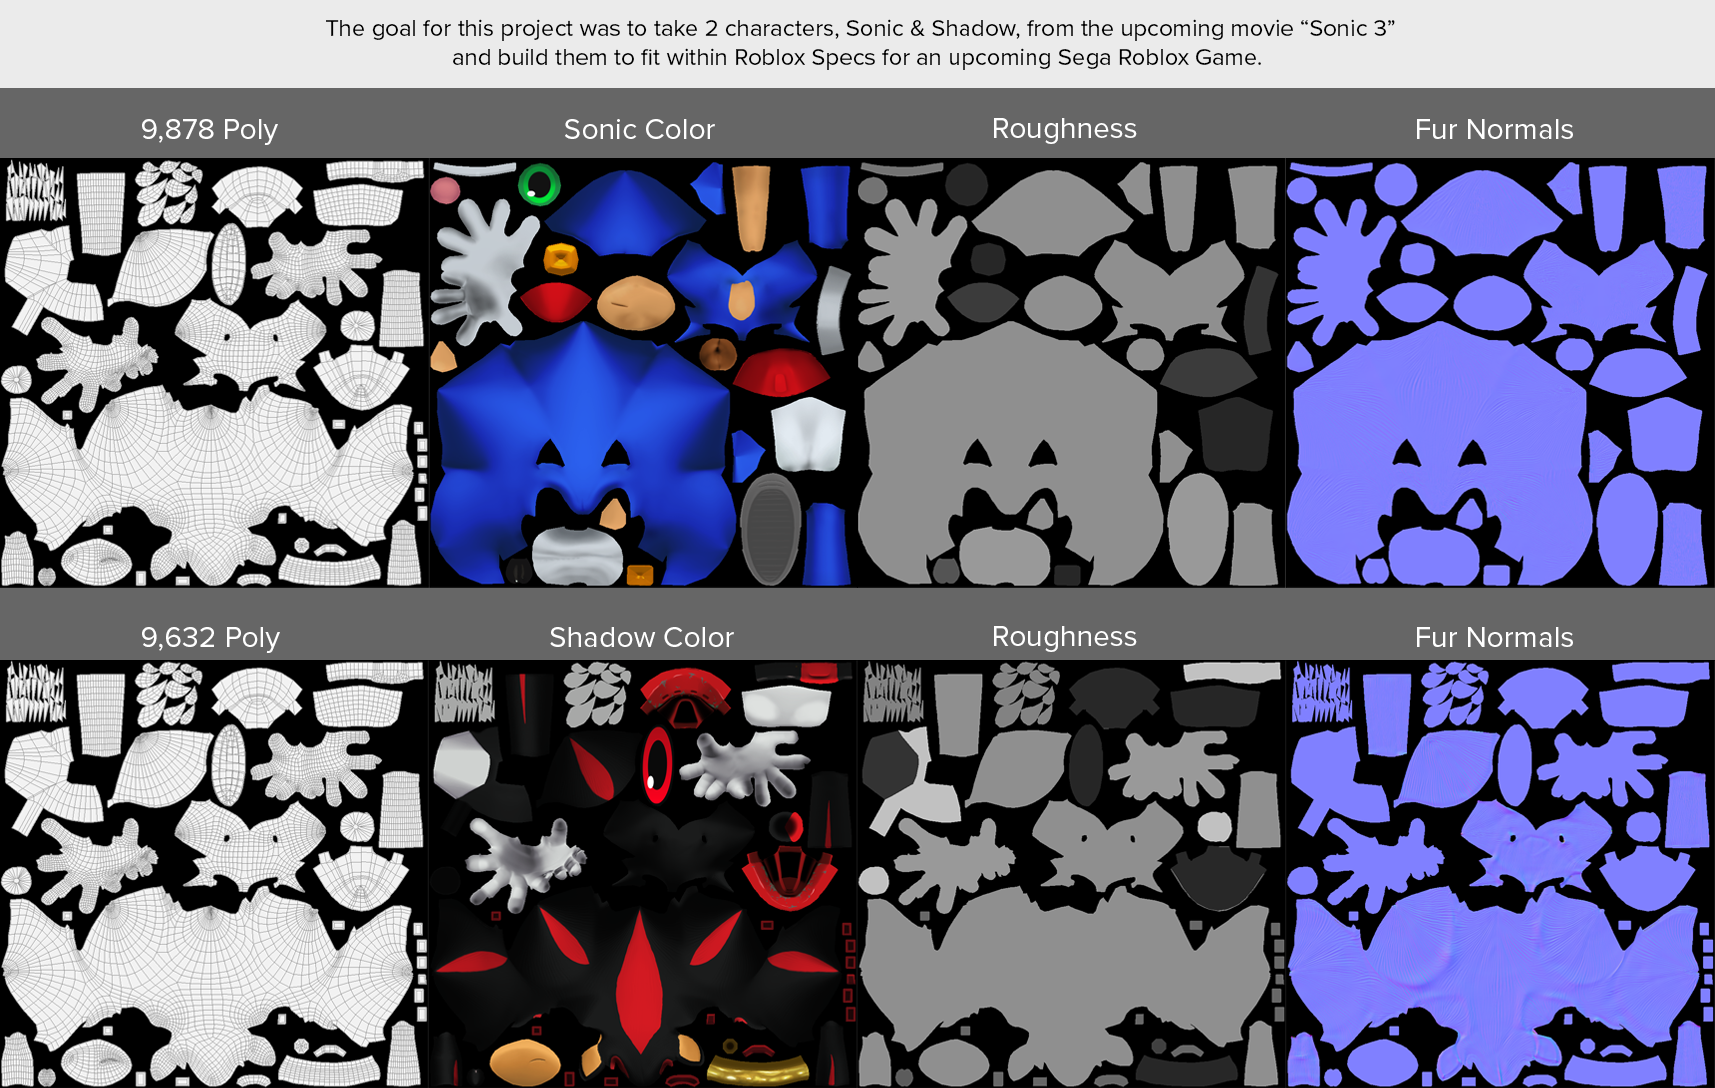 The goal for this project was to take 2 characters, Sonic & Shadow, from the upcoming movie “Sonic 3”
and build them to fit within Roblox Specs for an upcoming Sega Roblox Game.
9,878 Poly
Sonic Color
Roughness
Fur Normals
9,632 Poly
Shadow Color
Roughness
Fur Normals